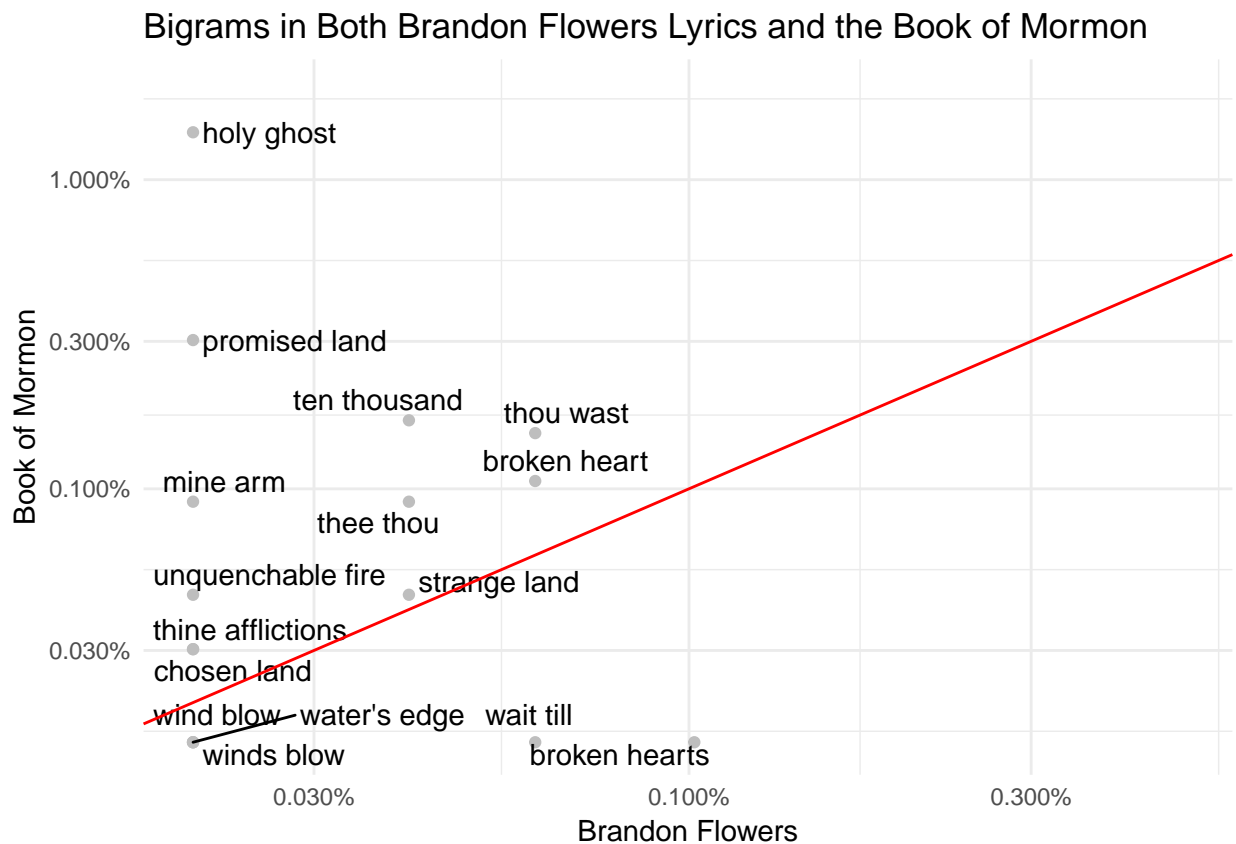 Bigrams in Both Brandon Flowers Lyrics and the Book of Mormon
holy ghost
1.000%
0.300%
promised land
ten thousand
thou wast
broken heart
mine arm
0.100%
thee thou
unquenchable fire
strange land
thine afflictions
0.030%
chosen land
wind blow
water's edge
wait till
winds blow
broken hearts
Book of Mormon
0.030%
0.100%
0.300%
Brandon Flowers